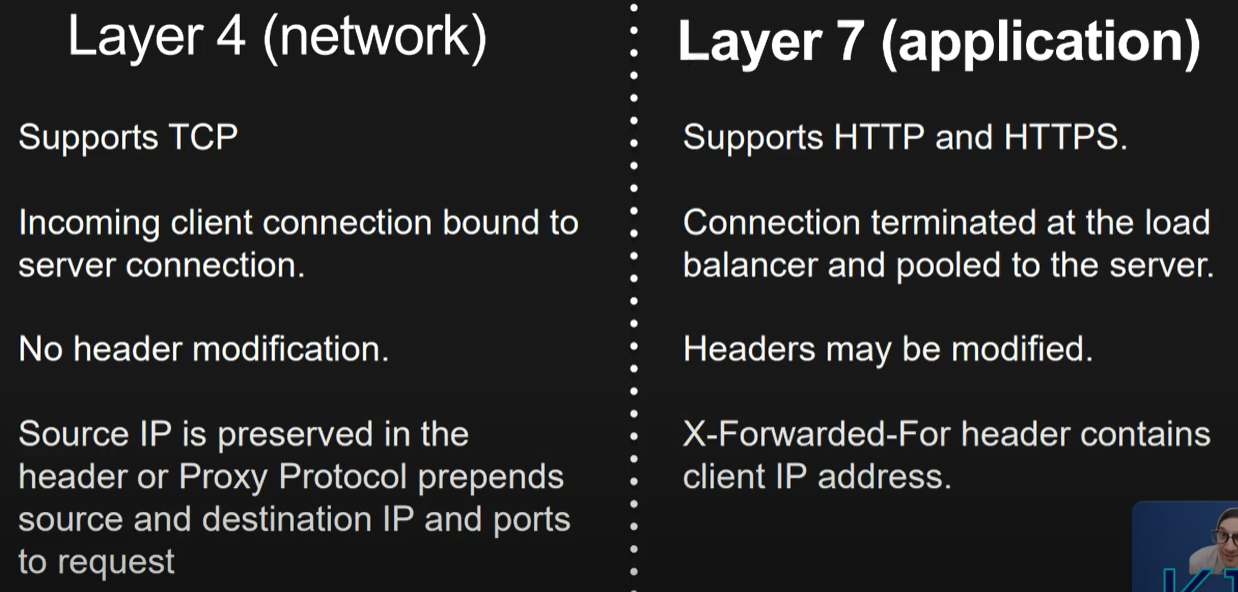 Layer 4 (network)
Supports TCP
Incoming client connection bound to
server connection.
No header modification.
Source IP is preserved in the
header or Proxy Protocol prepends
source and destination IP and ports
to request
Layer 7 (application)
Supports HTTP and HTTPS.
Connection terminated at the load
balancer and pooled to the server.
Headers may be modified.
X-Forwarded-For header contains
client IP address.